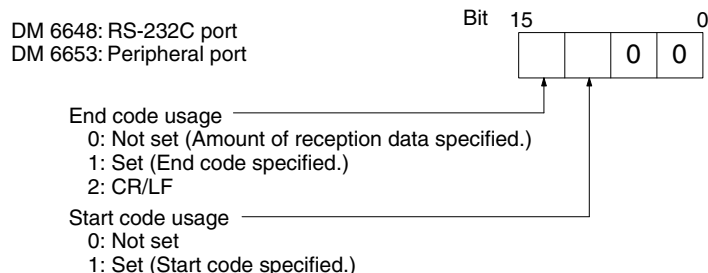 DM 6648: RS-232C port
DM 6653: Peripheral port
Bit 15 0
0 0
End code usage
0: Not set (Amount of reception data specified.)
1: Set (End code specified.)
2: CR/LF
Start code usage
0: Not set
1: Set (Start code specified.)